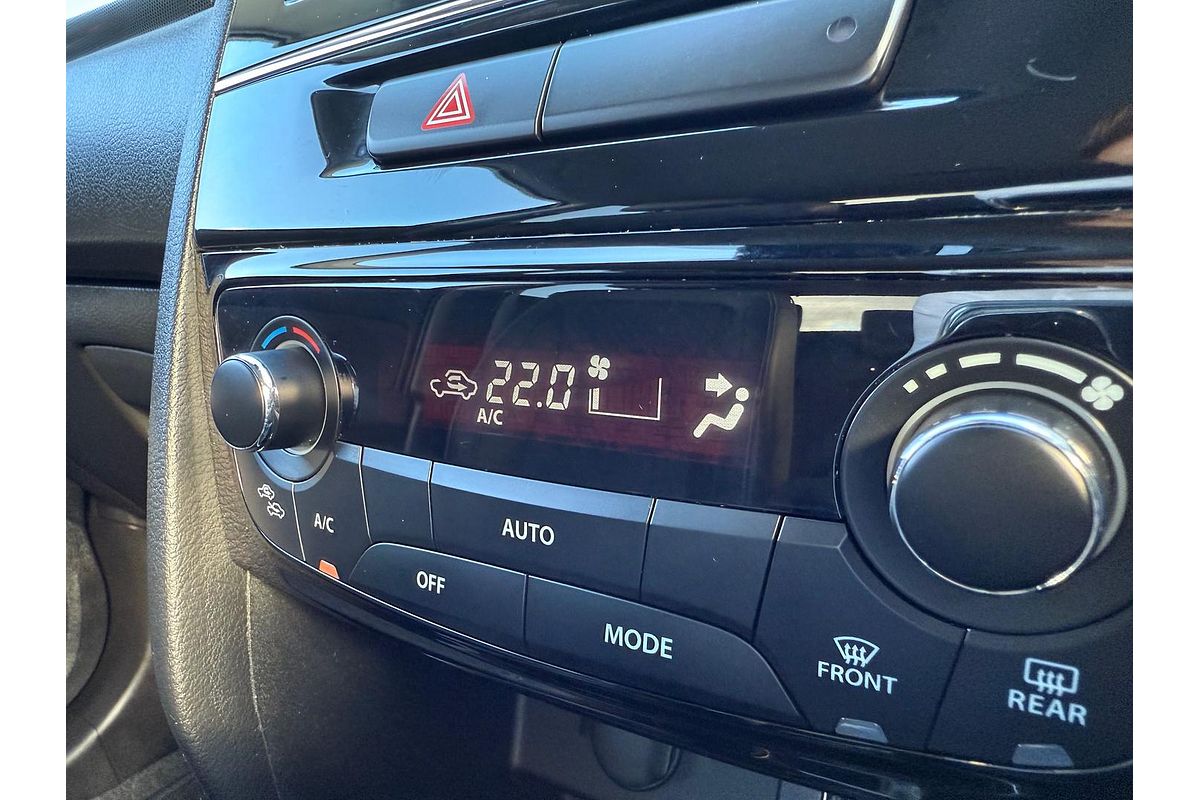 22.0
A/C
A/C
AUTO
OFF
MODE
FRONT
REAR